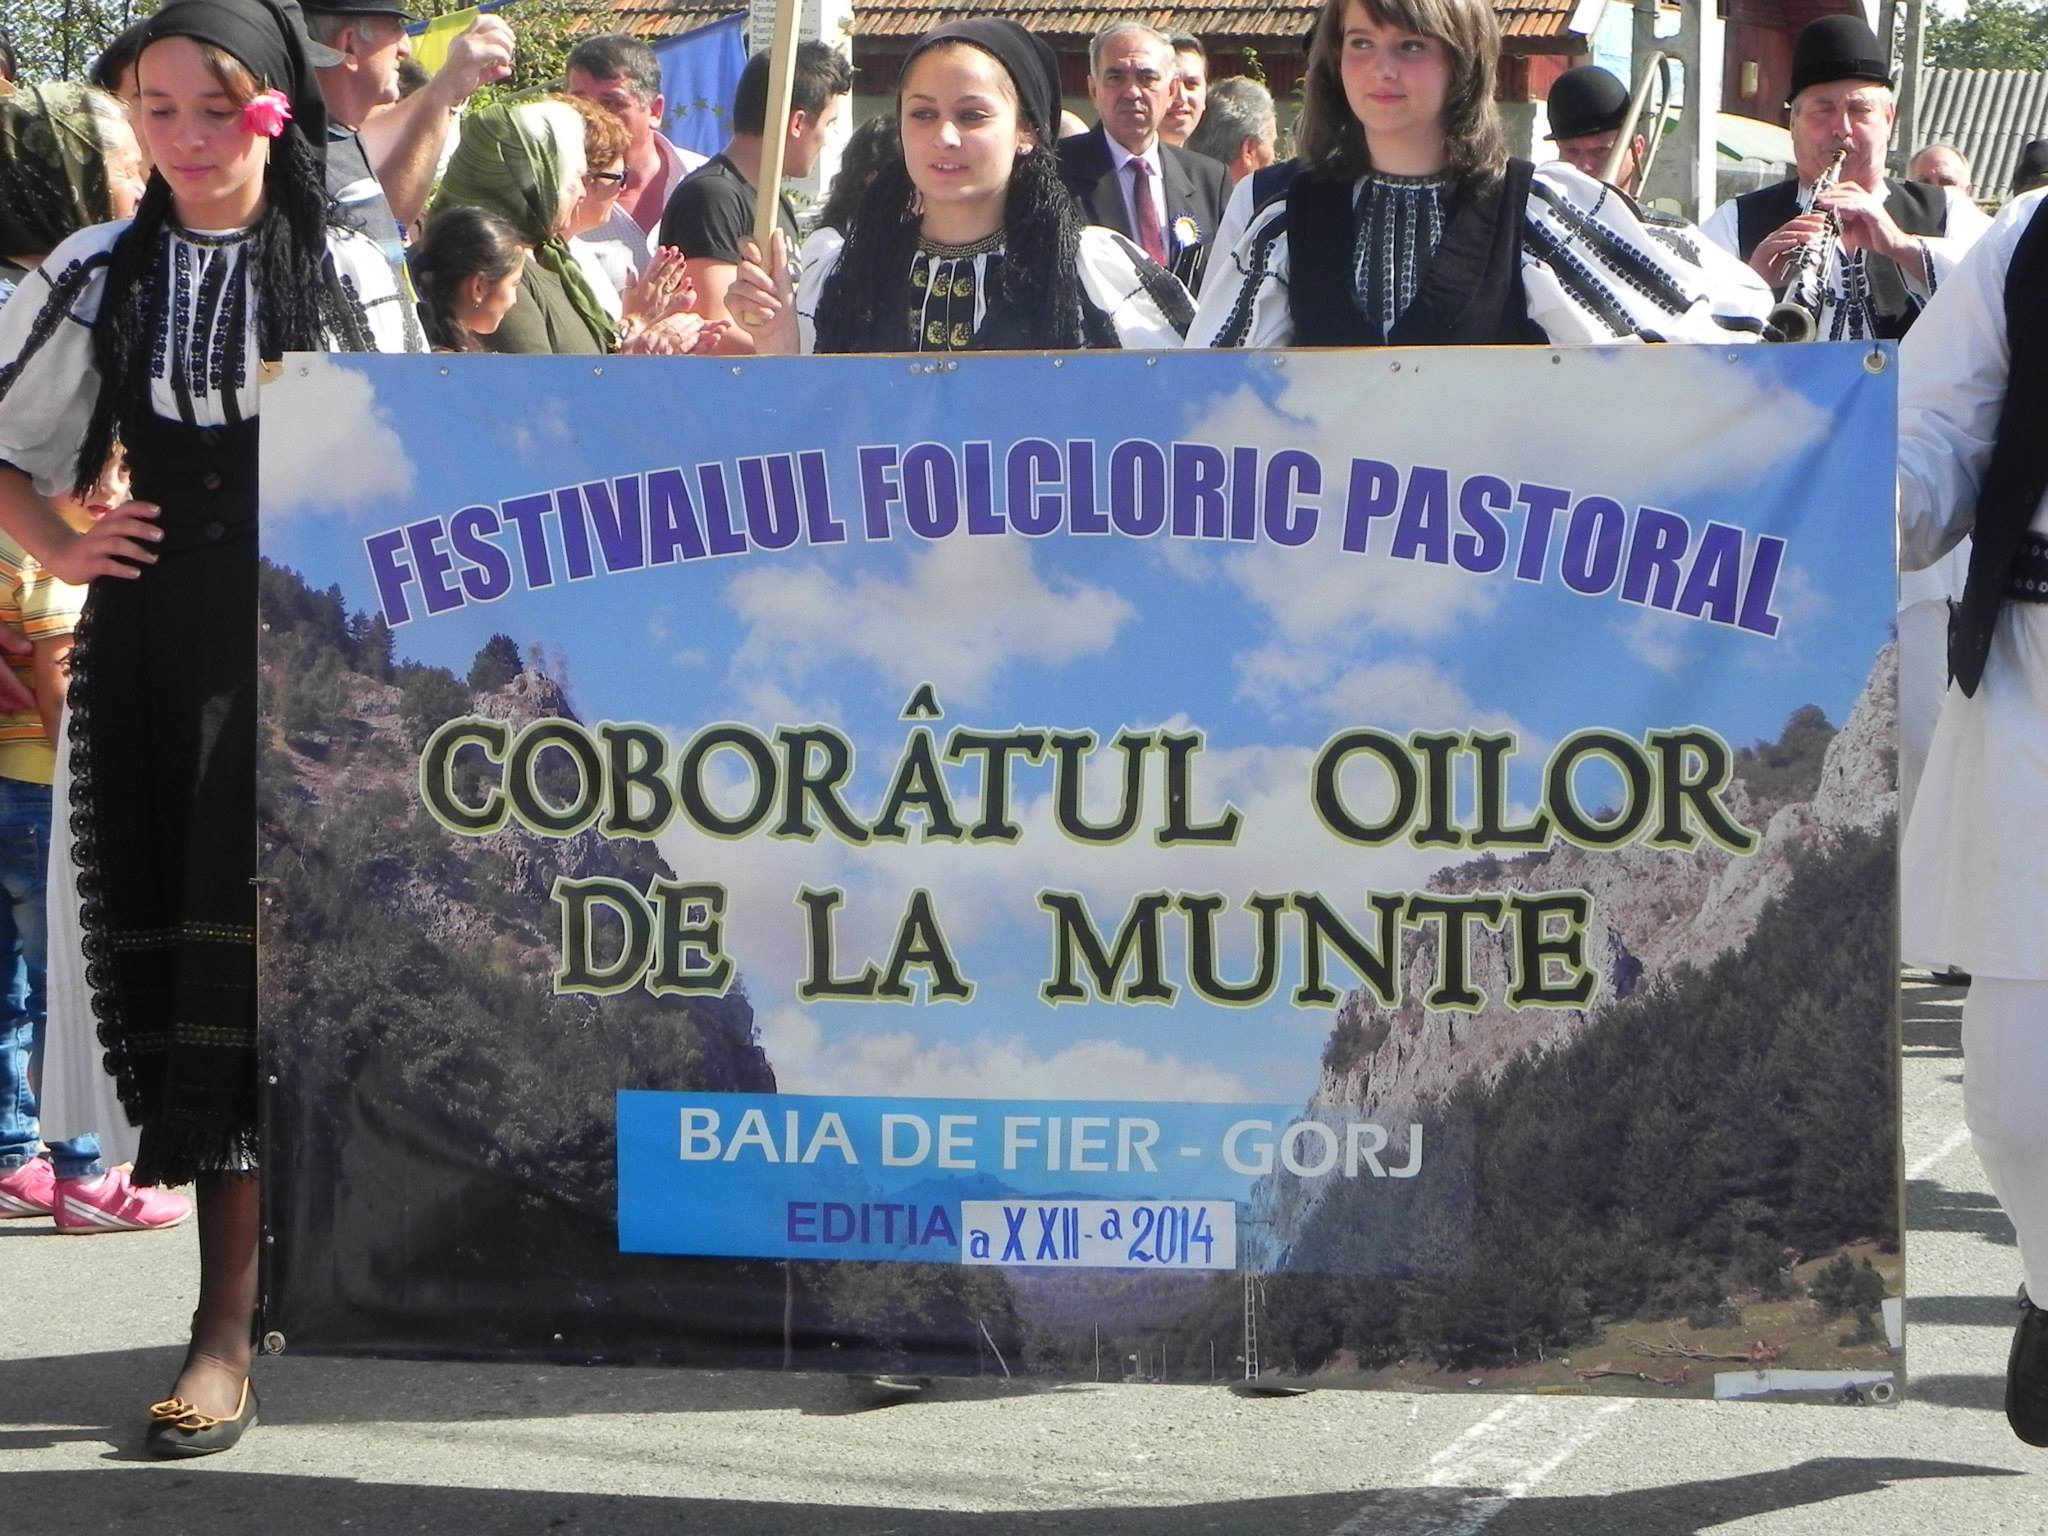 FESTIVALUL FOLCLORIC PASTORAL
COBORÂTUL OILOR
DE LA MUNTE
BAIA DE FIER - GORJ
EDITIA a XXII-a 2014